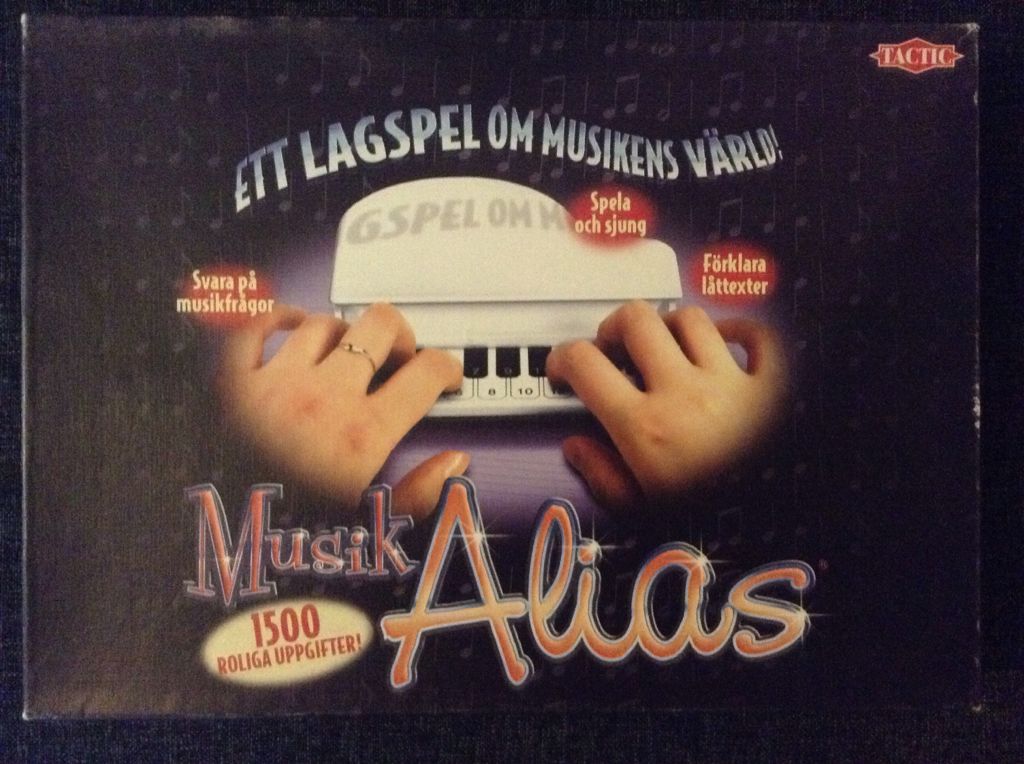 TACTIC
ETT LAGSPEL OM MUSIKENS VÄRLD!
GSPEL OM M
Spela
och sjung
Förklara
låttexter
Svara på
musikfrågor
8 10
Musik Alias
1500
ROLIGA UPPGIFTER!